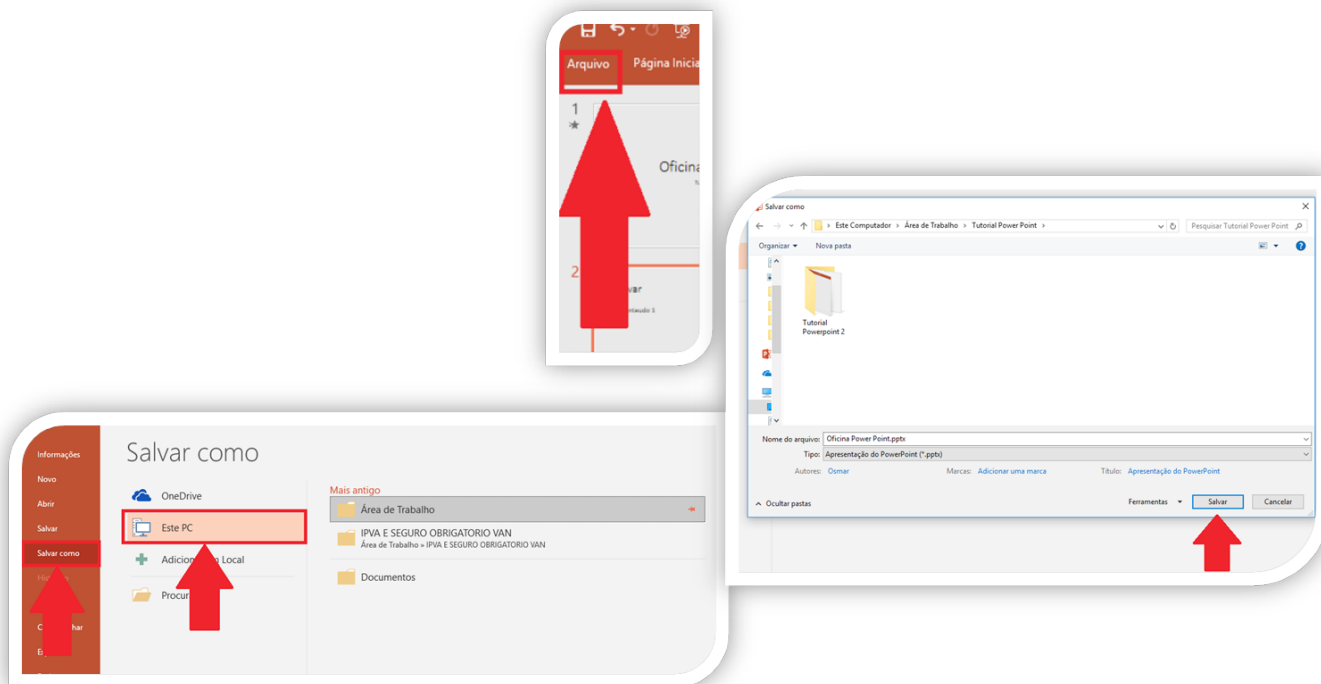 Arquivo Página Inicia
1
Oficina
2
var
Salvar como
Este Computador > Área de Trabalho > Tutorial Power Point >
Pesquisar Tutorial Power Point
Organizar
Nova pasta
Tutorial
Powerpoint 2
Nome do arquivo: Oficina Power Point.pptx
Tipo: Apresentação do PowerPoint (*.pptx)
Autores: Osmar
Marcas: Adicionar uma marca
Título: Apresentação do PowerPoint
Ocultar pastas
Ferramentas
Salvar
Cancelar
Informações
Novo
Abrir
Salvar
Salvar como
Salvar como
OneDrive
Este PC
Local
Mais antigo
Área de Trabalho
IPVA E SEGURO OBRIGATORIO VAN
Área de Trabalho » IPVA E SEGURO OBRIGATORIO VAN
Documentos